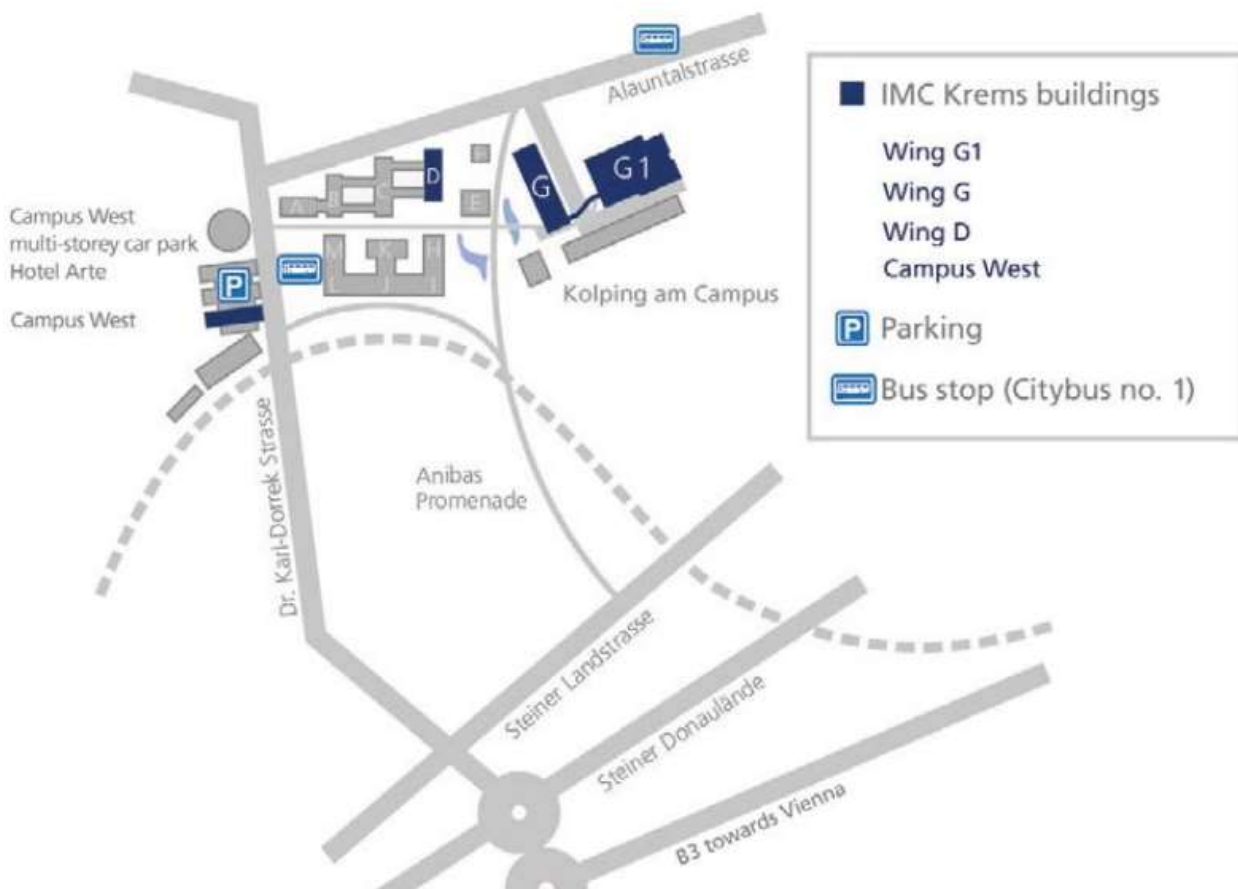 Alauntalstrasse
IMC Krems buildings
Wing G1
Wing G
Wing D
Campus West
P Parking
Bus stop (Citybus no. 1)
D
G
G1
A
B
C
E
Campus West
multi-storey car park
Hotel Arte
P
Campus West
K
H
L
J
I
Kolping am Campus
Dr. Karl-Dorrek Strasse
Anibas
Promenade
Steiner Landstrasse
Steiner Donaulände
B3 towards Vienna